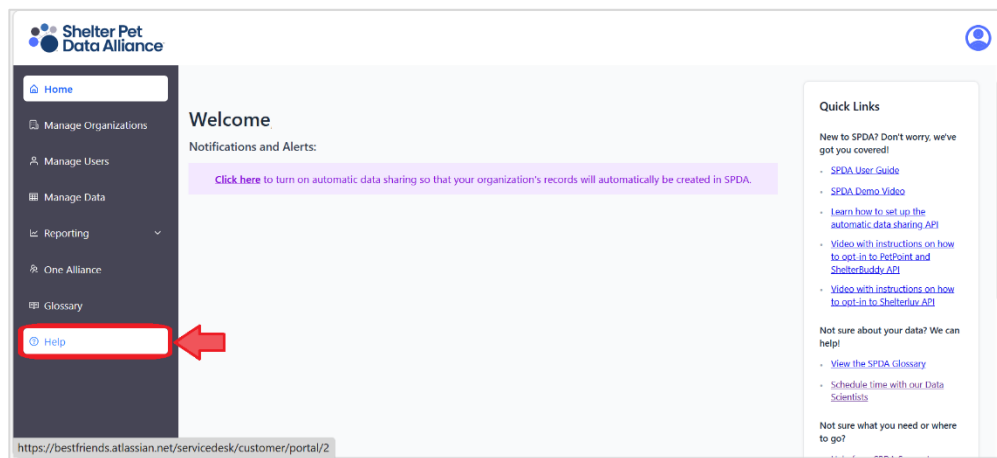 Shelter Pet
Data Alliance
Home
Manage Organizations
Manage Users
Manage Data
Reporting
One Alliance
Glossary
Help
https://bestfriends.atlassian.net/servicedesk/customer/portal/2
Welcome
Notifications and Alerts:
Click here to turn on automatic data sharing so that your organization's records will automatically be created in SPDA.
Quick Links
New to SPDA? Don't worry, we've
got you covered!
SPDA User Guide
SPDA Demo Video
Learn how to set up the
automatic data sharing API
Video with instructions on how
to opt-in to PetPoint and
ShelterBuddy API
Video with instructions on how
to opt-in to Shelterluv API
Not sure about your data? We can
help!
View the SPDA Glossary
Schedule time with our Data
Scientists
Not sure what you need or where
to go?